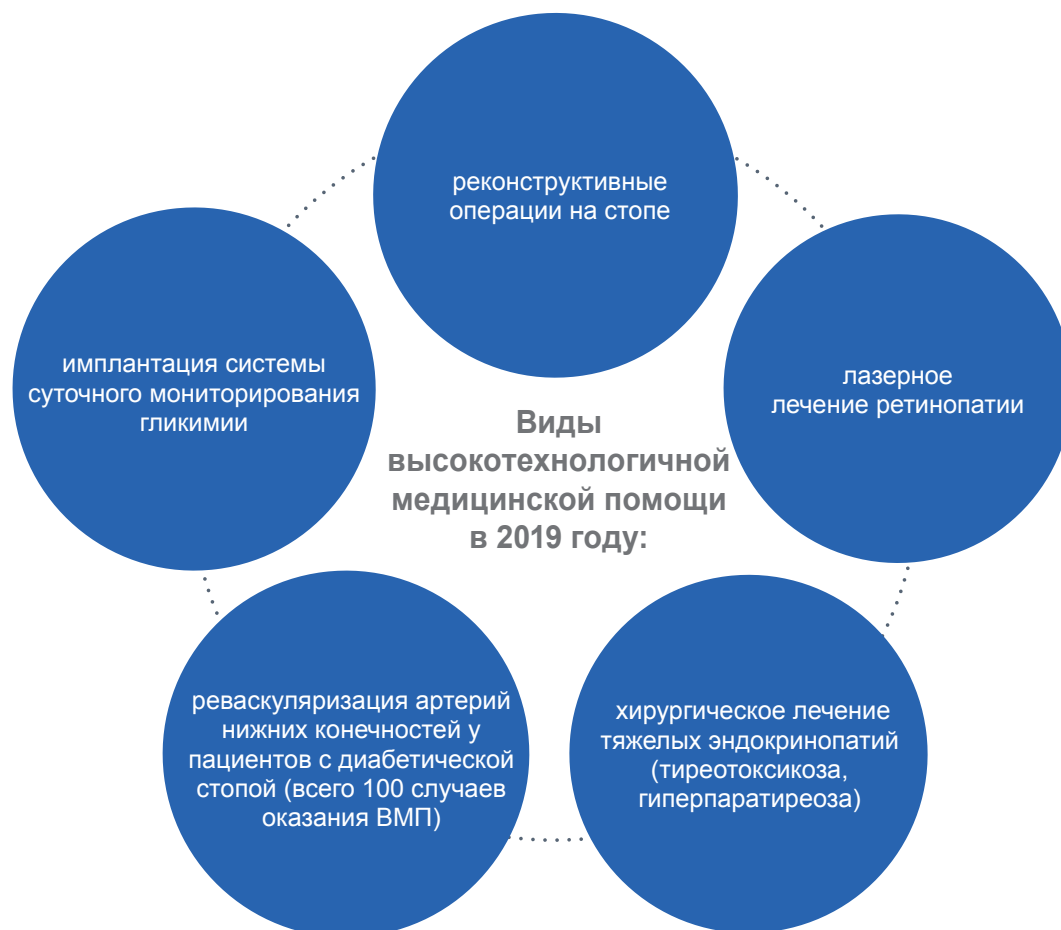 реконструктивные
операции на стопе
имплантация системы
суточного мониторирования
гликимии
лазерное
лечение ретинопатии
Виды
высокотехнологичной
медицинской помощи
в 2019 году:
реваскуляризация артерий
нижних конечностей у
пациентов с диабетической
стопой (всего 100 случаев
оказания ВМП)
хирургическое лечение
тяжелых эндокринопатий
(тиреотоксикоза,
гиперпаратиреоза)